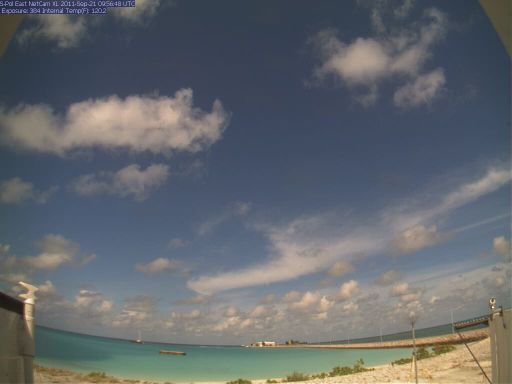 S-Pol East NetCam XL 2011-Sep-21 09:56:48 UTC
Exposure: 384 Internal Temp(F): 120.2